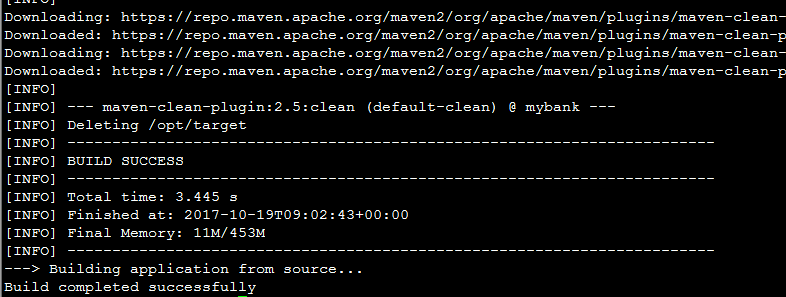 [INFO]
Downloading: https://repo.maven.apache.org/maven2/org/apache/maven/plugins/maven-clean-
Downloaded: https://repo.maven.apache.org/maven2/org/apache/maven/plugins/maven-clean-p
Downloading: https://repo.maven.apache.org/maven2/org/apache/maven/plugins/maven-clean-
Downloaded: https://repo.maven.apache.org/maven2/org/apache/maven/plugins/maven-clean-p
[INFO]
[INFO] --- maven-clean-plugin:2.5:clean (default-clean) @ mybank ---
[INFO] Deleting /opt/target
[INFO] ------------------------------------------------------------------------
[INFO] BUILD SUCCESS
[INFO] ------------------------------------------------------------------------
[INFO] Total time: 3.445 s
[INFO] Finished at: 2017-10-19T09:02:43+00:00
[INFO] Final Memory: 11M/453M
[INFO] ------------------------------------------------------------------------
---> Building application from source...
Build completed successfully